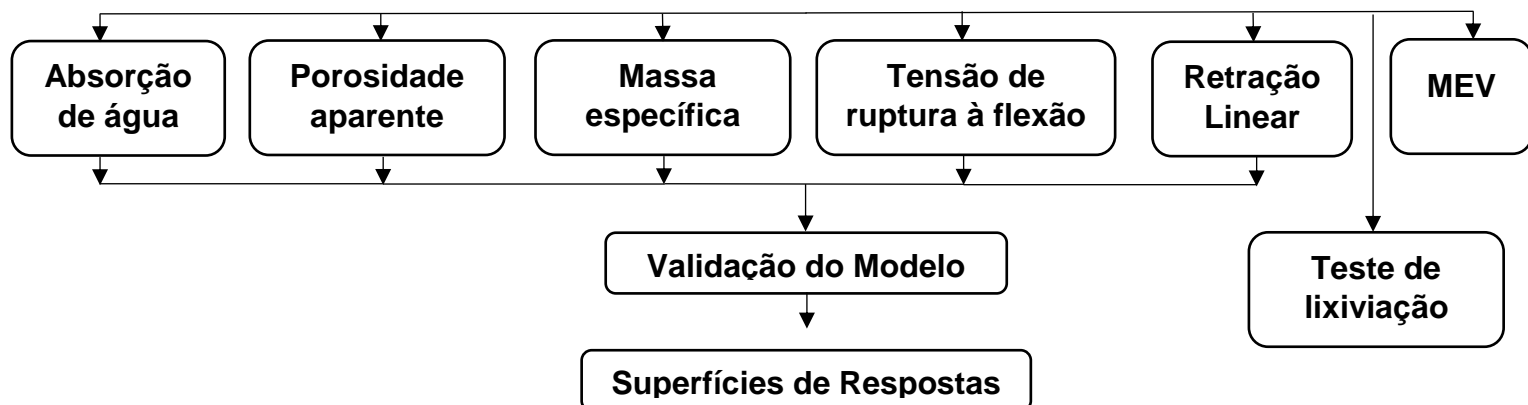 Absorção
de água
Porosidade
aparente
Massa
específica
Tensão de
ruptura à flexão
Retração
Linear
MEV
Validação do Modelo
Teste de
lixiviação
Superfícies de Respostas